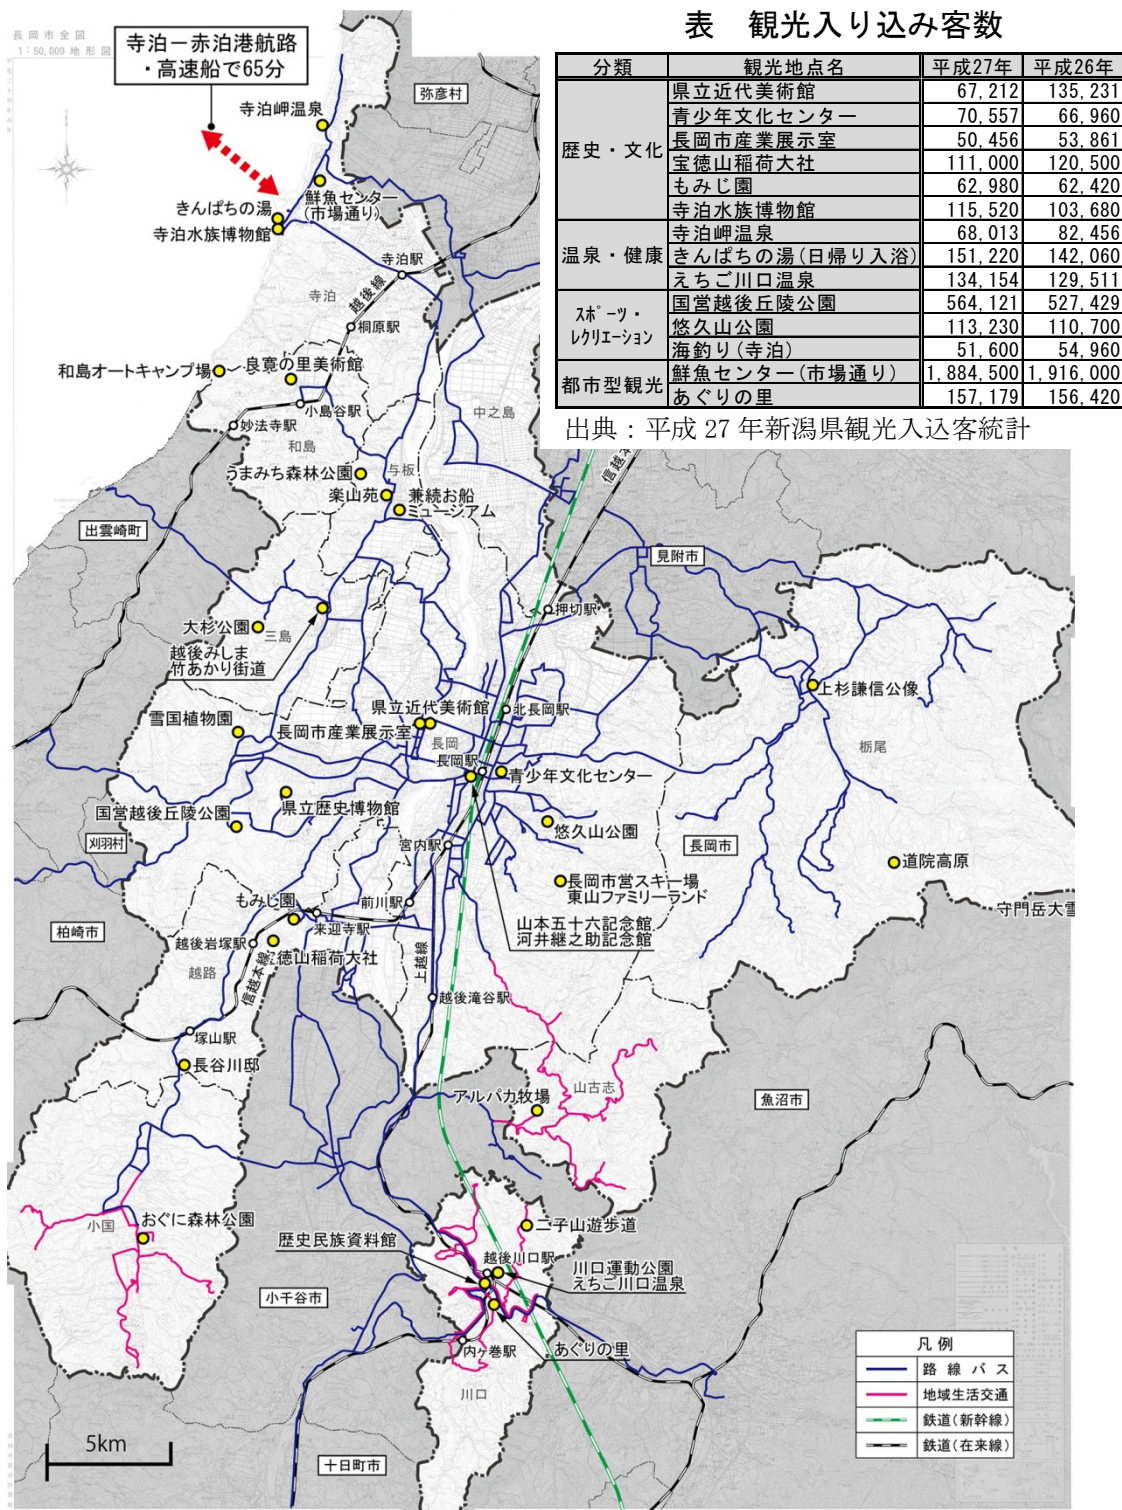 表　観光入り込み客数
分類 観光地点名 平成27年 平成26年
歴史・文化 県立近代美術館 67,212 135,231
青少年文化センター 70,557 66,960
長岡市産業展示室 50,456 53,861
宝徳山稲荷大社 111,000 120,500
もみじ園 62,980 62,420
寺泊水族博物館 115,520 103,680
温泉・健康 寺泊岬温泉 68,013 82,456
きんぱちの湯(日帰り入浴) 151,220 142,060
えちご川口温泉 134,154 129,511
スポーツ・レクリエーション 国営越後丘陵公園 564,121 527,429
悠久山公園 113,230 110,700
海釣り(寺泊) 51,600 54,960
都市型観光 鮮魚センター(市場通り) 1,884,500 1,916,000
あぐりの里 157,179 156,420
出典：平成 27 年新潟県観光入込客統計
長岡市全図
1:50,000 地形図
寺泊－赤泊港航路
・高速船で65分
弥彦村
寺泊岬温泉
鮮魚センター
(市場通り)
きんぱちの湯
寺泊水族博物館
寺泊駅
寺泊
越後線
桐原駅
和島オートキャンプ場
良寛の里美術館
小島谷駅
妙法寺駅
和島
中之島
与板
うまみち森林公園
楽山苑
兼続お船
ミュージアム
信越本
出雲崎町
見附市
押切駅
大杉公園
三島
越後みしま
竹あかり街道
上杉謙信公像
栃尾
県立近代美術館
北長岡駅
雪国植物園
長岡市産業展示室
長岡
長岡駅
青少年文化センター
県立歴史博物館
国営越後丘陵公園
刈羽村
悠久山公園
宮内駅
長岡市
道院高原
長岡市営スキー場
東山ファミリーランド
守門岳大雪
もみじ園
前川駅
来迎寺駅
山本五十六記念館
河井継之助記念館
柏崎市
越後岩塚駅
徳山稲荷大社
越路
信越本線
上越線
越後滝谷駅
塚山駅
長谷川邸
山古志
アルパカ牧場
魚沼市
小国
おぐに森林公園
二子山遊歩道
歴史民族資料館
越後川口駅
川口運動公園
えちご川口温泉
小千谷市
あぐりの里
内ヶ巻駅
川口
十日町市
5km
凡例
路線バス
地域生活交通
鉄道(新幹線)
鉄道(在来線)